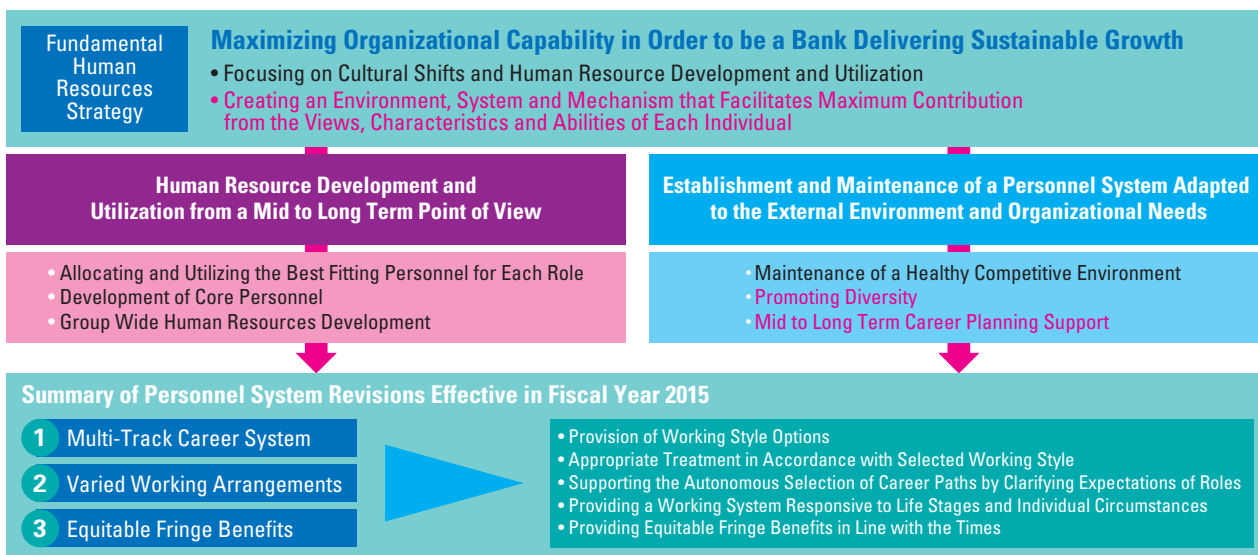 Fundamental
Human
Resources
Strategy
Maximizing Organizational Capability in Order to be a Bank Delivering Sustainable Growth
• Focusing on Cultural Shifts and Human Resource Development and Utilization
• Creating an Environment, System and Mechanism that Facilitates Maximum Contribution
from the Views, Characteristics and Abilities of Each Individual
Human Resource Development and
Utilization from a Mid to Long Term Point of View
• Allocating and Utilizing the Best Fitting Personnel for Each Role
• Development of Core Personnel
• Group Wide Human Resources Development
Establishment and Maintenance of a Personnel System Adapted
to the External Environment and Organizational Needs
• Maintenance of a Healthy Competitive Environment
• Promoting Diversity
• Mid to Long Term Career Planning Support
Summary of Personnel System Revisions Effective in Fiscal Year 2015
1 Multi-Track Career System
2 Varied Working Arrangements
3 Equitable Fringe Benefits
• Provision of Working Style Options
• Appropriate Treatment in Accordance with Selected Working Style
• Supporting the Autonomous Selection of Career Paths by Clarifying Expectations of Roles
• Providing a Working System Responsive to Life Stages and Individual Circumstances
• Providing Equitable Fringe Benefits in Line with the Times